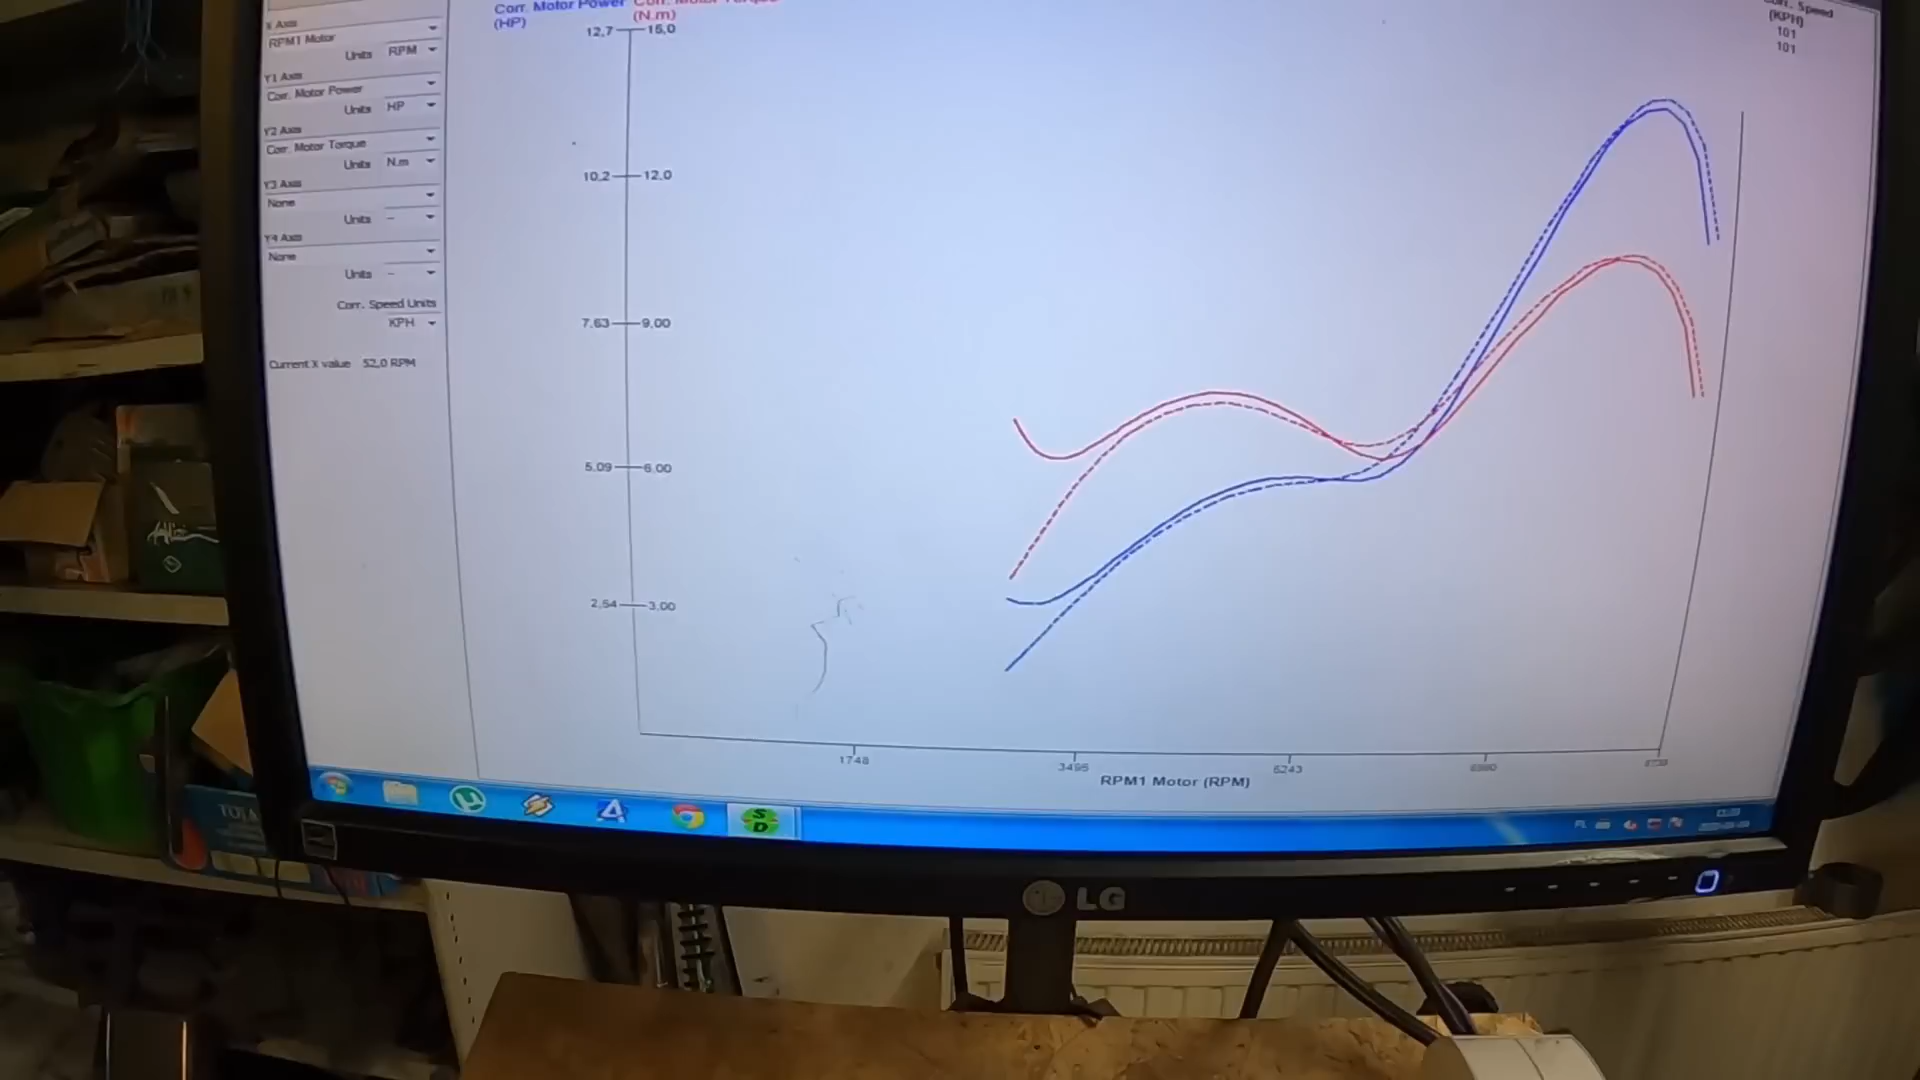 X Axis
RPM1 Motor
Units RPM
Y1 Axis
Corr. Motor Power
Units HP
Y2 Axis
Corr. Motor Torque
Units N.m
Y3 Axis
None
Units --
Y4 Axis
None
Units --
Corr. Speed Units
KPH
Current X value 52,0 RPM
Corr. Motor Power
(HP)
(N.m)
12,7 15,0
10,2 12,0
7,63 9,00
5,09 6,00
2,54 3,00
1748 3495 5243
RPM1 Motor (RPM)
Speed
(KPH)
101
101
S
D
PL
LG